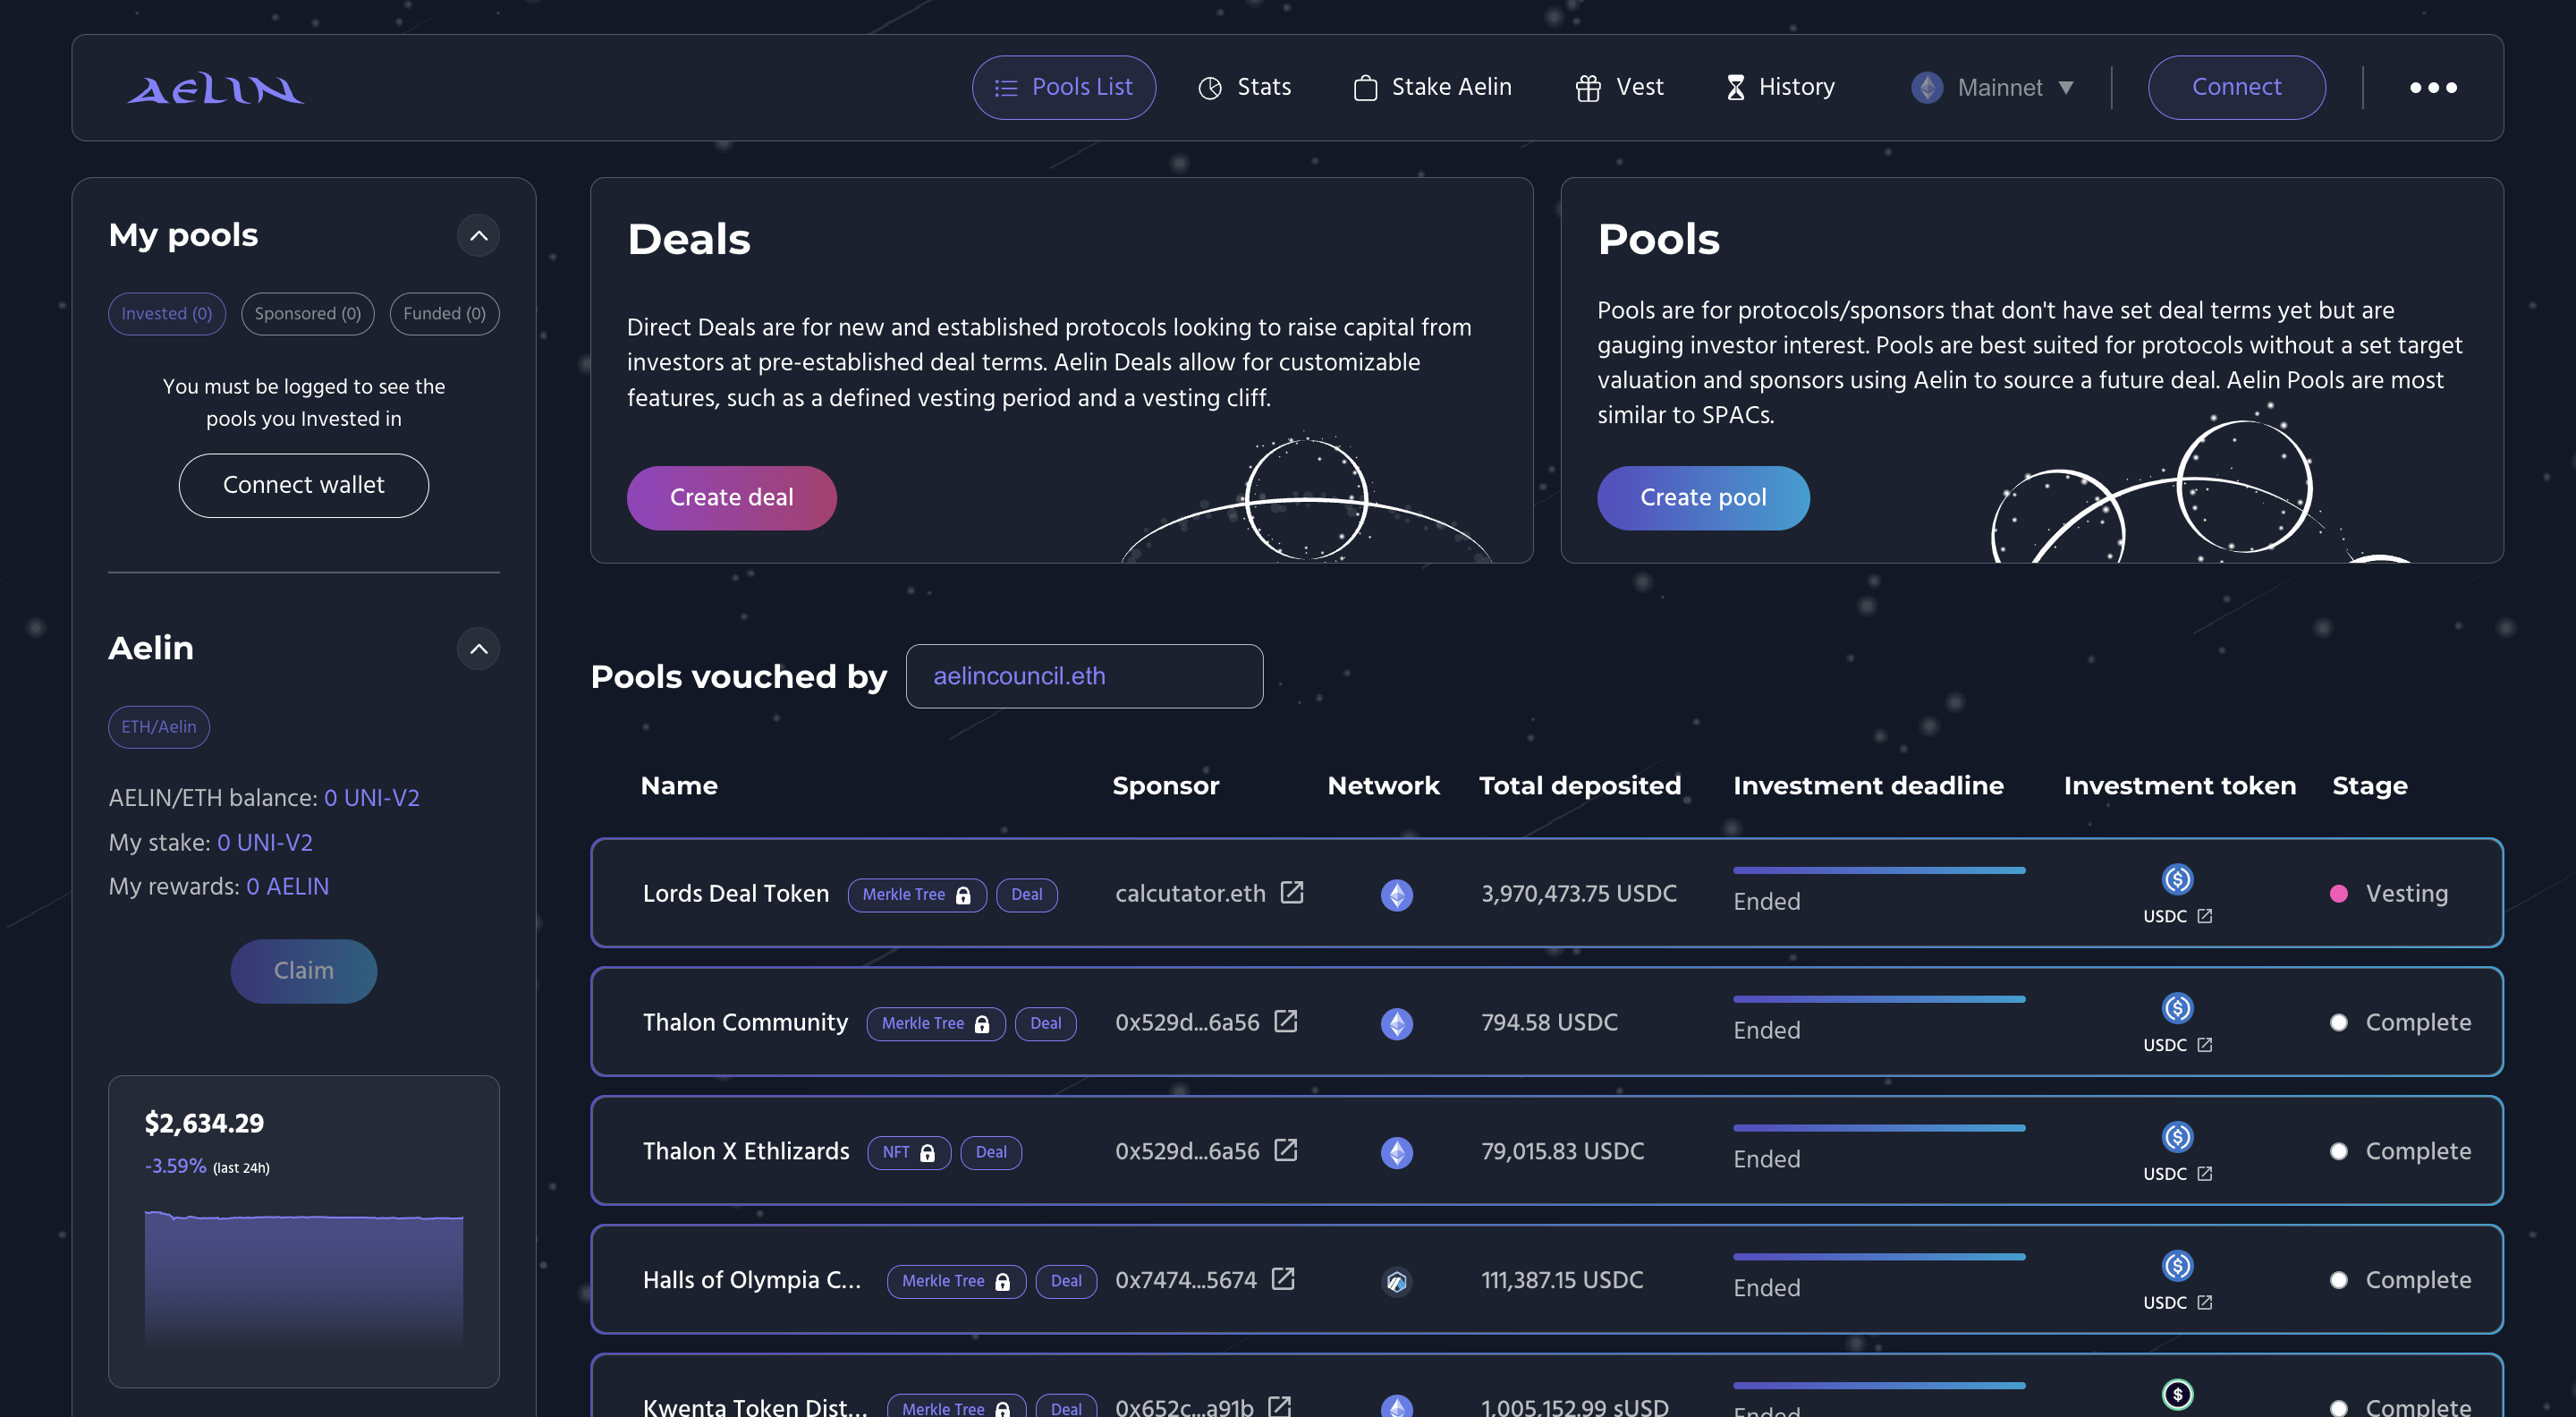 AELIN
Pools List
Stats
Stake Aelin
Vest
History
Mainnet
Connect
My pools
Invested (0)
Sponsored (0)
Funded (0)
You must be logged to see the
pools you Invested in
Connect wallet
Aelin
ETH/Aelin
AELIN/ETH balance: 0 UNI-V2
My stake: 0 UNI-V2
My rewards: 0 AELIN
Claim
$2,634.29
-3.59% (last 24h)
Deals
Direct Deals are for new and established protocols looking to raise capital from
investors at pre-established deal terms. Aelin Deals allow for customizable
features, such as a defined vesting period and a vesting cliff.
Create deal
Pools
Pools are for protocols/sponsors that don't have set deal terms yet but are
gauging investor interest. Pools are best suited for protocols without a set target
valuation and sponsors using Aelin to source a future deal. Aelin Pools are most
similar to SPACs.
Create pool
Pools vouched by aelincouncil.eth
Name Sponsor Network Total deposited Investment deadline Investment token Stage
Lords Deal Token Merkle Tree Deal calcutator.eth 3,970,473.75 USDC Ended USDC Vesting
Thalon Community Merkle Tree Deal 0x529d...6a56 794.58 USDC Ended USDC Complete
Thalon X Ethlizards NFT Deal 0x529d...6a56 79,015.83 USDC Ended USDC Complete
Halls of Olympia C... Merkle Tree Deal 0x7474...5674 111,387.15 USDC Ended USDC Complete
Kwenta Token Dist... Merkle Tree Deal 0x652c...a91b 1,005,152.99 sUSD Ended Complete